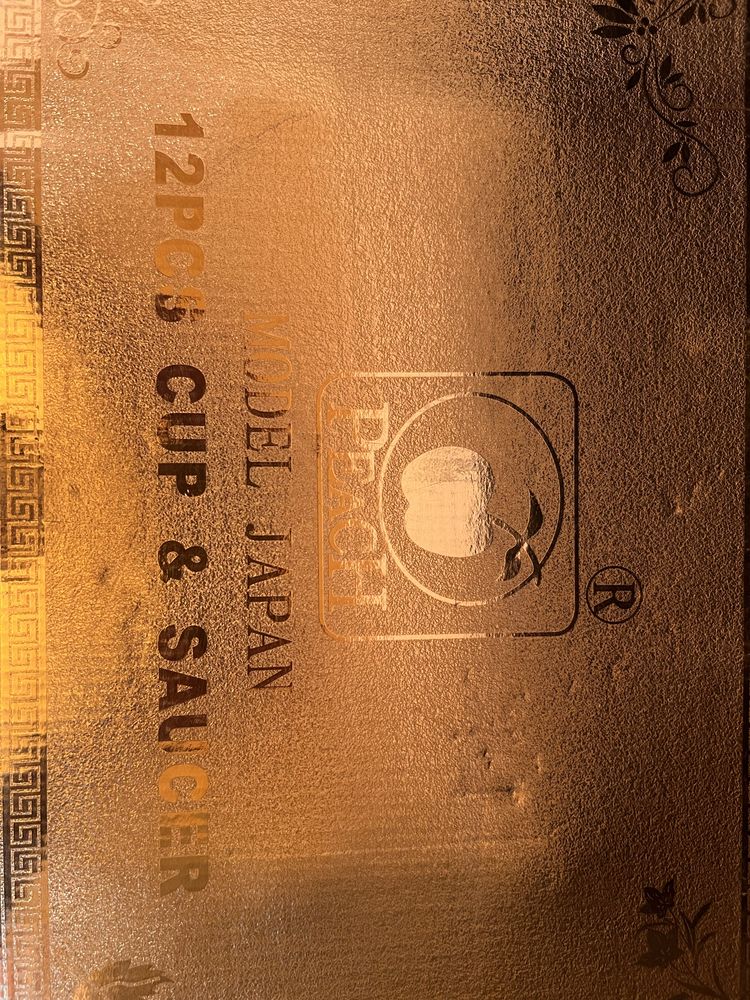 ®
PEACH
MODEL JAPAN
12PCS CUP & SAUCER